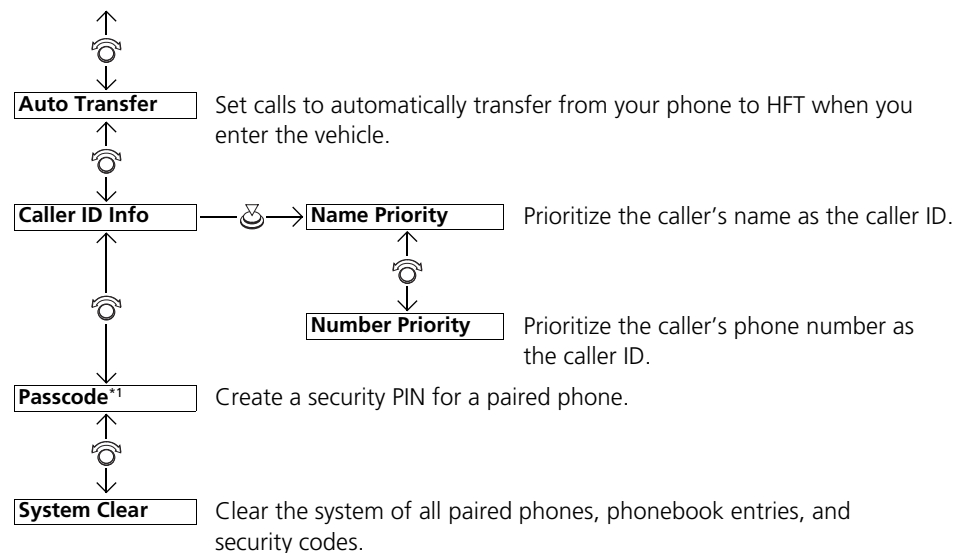 Auto Transfer Set calls to automatically transfer from your phone to HFT when you
enter the vehicle.
Caller ID Info Name Priority Prioritize the caller’s name as the caller ID.
Number Priority Prioritize the caller’s phone number as
the caller ID.
Passcode*1 Create a security PIN for a paired phone.
System Clear Clear the system of all paired phones, phonebook entries, and
security codes.